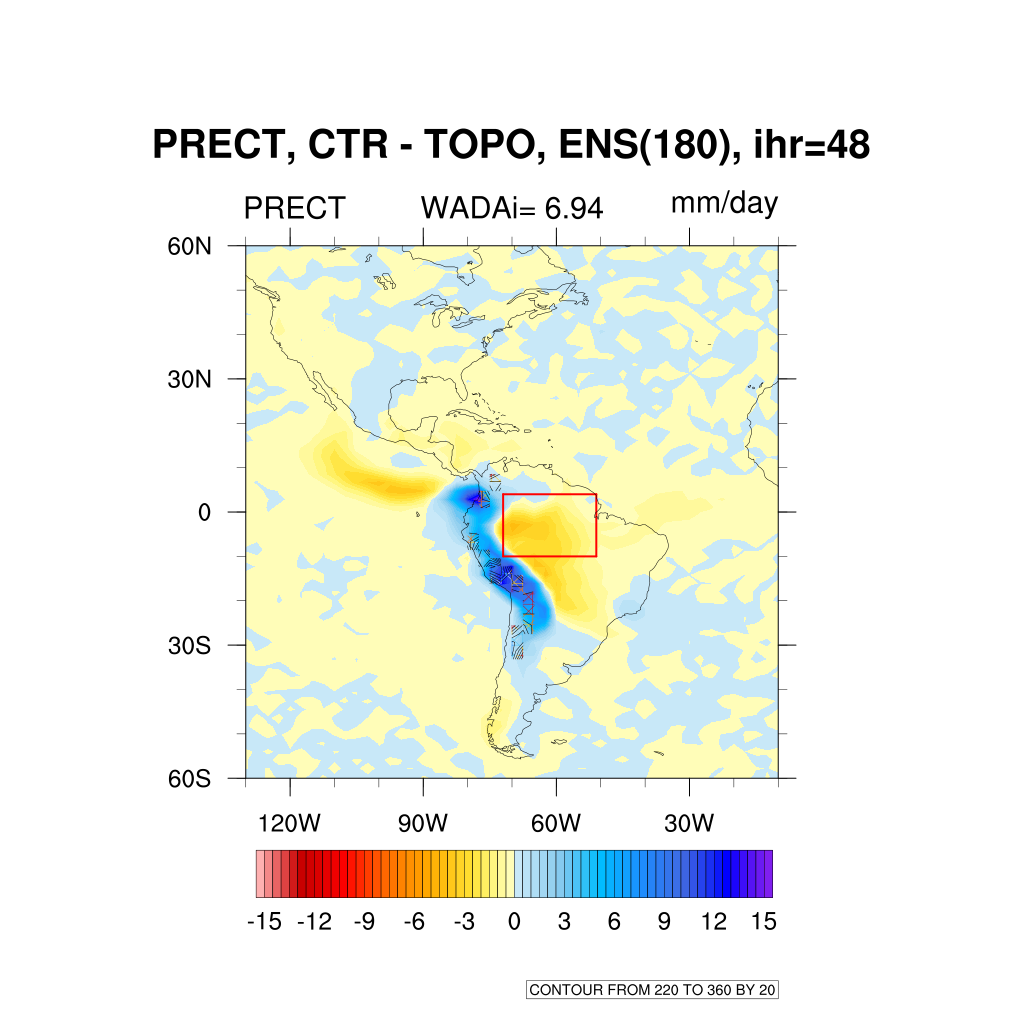 PRECT, CTR - TOPO, ENS(180), ihr=48
PRECT WADAi= 6.94 mm/day
60N
30N
0
30S
60S
120W 90W 60W 30W
-15 -12 -9 -6 -3 0 3 6 9 12 15
CONTOUR FROM 220 TO 360 BY 20